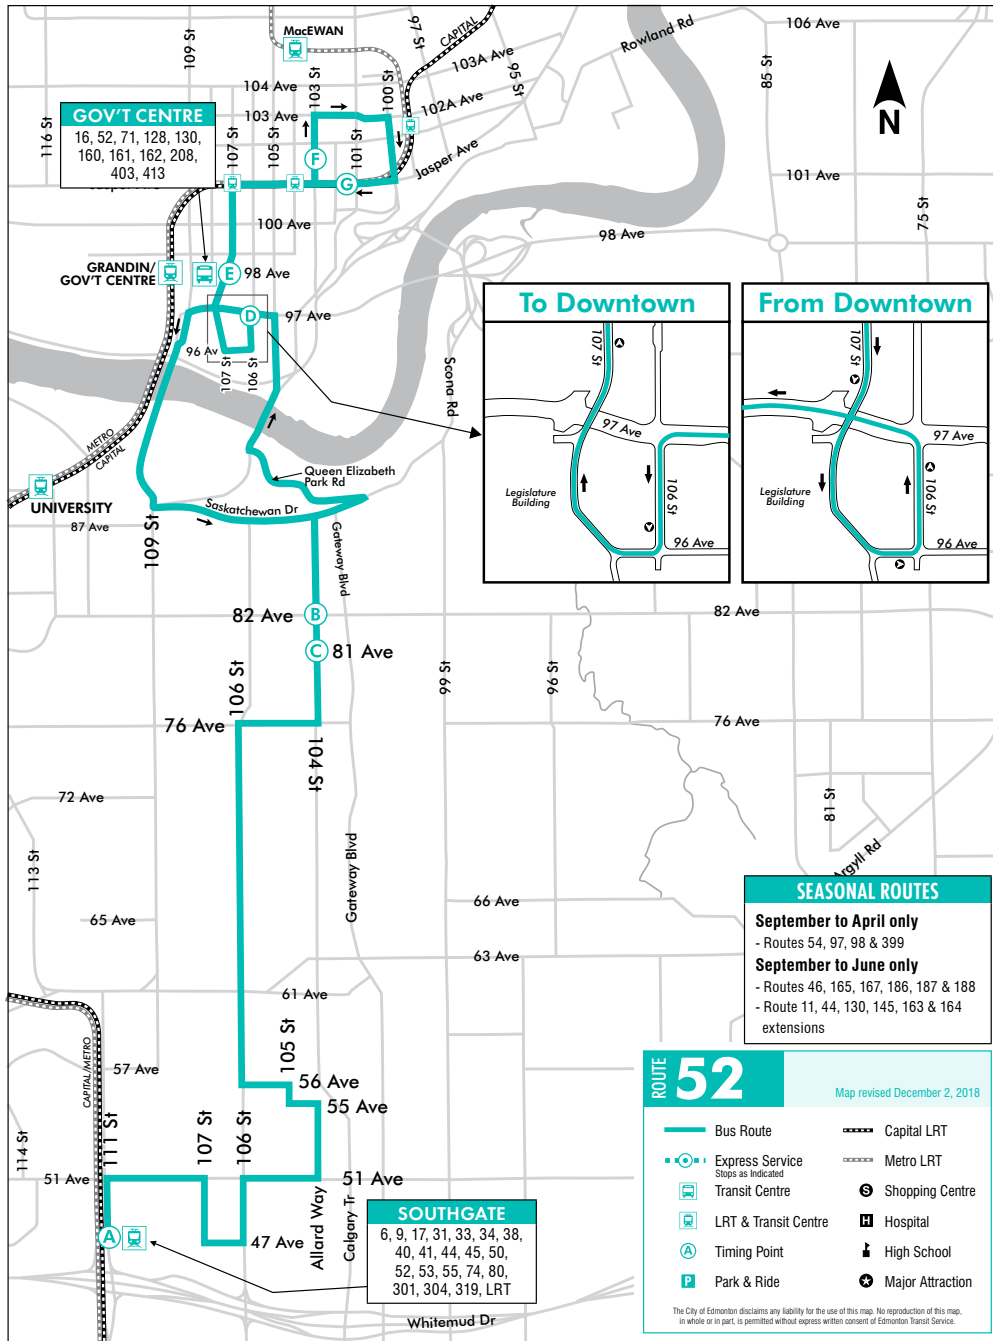 MacEWAN
109 St
97 St
CAPITAL
103A Ave
95 St
Rowland Rd
106 Ave
85 St
104 Ave
103 St
100 St
102A Ave
N
GOV'T CENTRE
16, 52, 71, 128, 130,
160, 161, 162, 208,
403, 413
116 St
103 Ave
107 St
105 St
101 St
F
G
Jasper Ave
Jasper Ave
101 Ave
75 St
100 Ave
98 Ave
GRANDIN/
GOV'T CENTRE
E
98 Ave
D
97 Ave
96 Av
107 St
106 St
Scona Rd
METRO
CAPITAL
To Downtown
107 St
97 Ave
106 St
Legislature
Building
96 Ave
From Downtown
107 St
97 Ave
106 St
Legislature
Building
96 Ave
Queen Elizabeth
Park Rd
UNIVERSITY
Saskatchewan Dr
87 Ave
109 St
Gateway Blvd
82 Ave
B
82 Ave
C
81 Ave
106 St
99 St
96 St
76 Ave
76 Ave
104 St
72 Ave
81 St
Argyll Rd
113 St
Gateway Blvd
65 Ave
66 Ave
63 Ave
61 Ave
SEASONAL ROUTES
September to April only
- Routes 54, 97, 98 & 399
September to June only
- Routes 46, 165, 167, 186, 187 & 188
- Route 11, 44, 130, 145, 163 & 164
extensions
CAPITAL/METRO
57 Ave
105 St
56 Ave
55 Ave
114 St
111 St
107 St
106 St
51 Ave
51 Ave
A
47 Ave
Allard Way
Calgary Tr
SOUTHGATE
6, 9, 17, 31, 33, 34, 38,
40, 41, 44, 45, 50,
52, 53, 55, 74, 80,
301, 304, 319, LRT
Whitemud Dr
ROUTE 52
Map revised December 2, 2018
Bus Route
Express Service
Stops as Indicated
Transit Centre
LRT & Transit Centre
A Timing Point
P Park & Ride
Capital LRT
Metro LRT
S Shopping Centre
H Hospital
High School
Major Attraction
The City of Edmonton disclaims any liability for the use of this map. No reproduction of this map,
in whole or in part, is permitted without express written consent of Edmonton Transit Service.